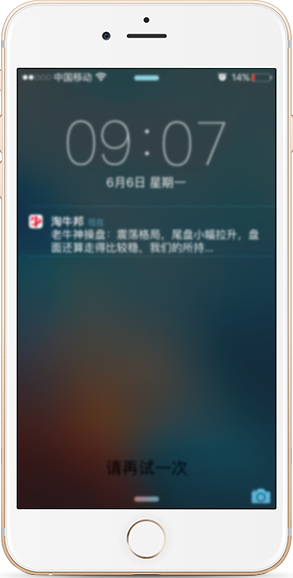 中国移动
14%
09:07
6月6日 星期一
淘牛邦 现在
老牛神操盘：震荡格局，尾盘小幅拉升，盘
面还算走得比较稳，我们的所持...
请再试一次